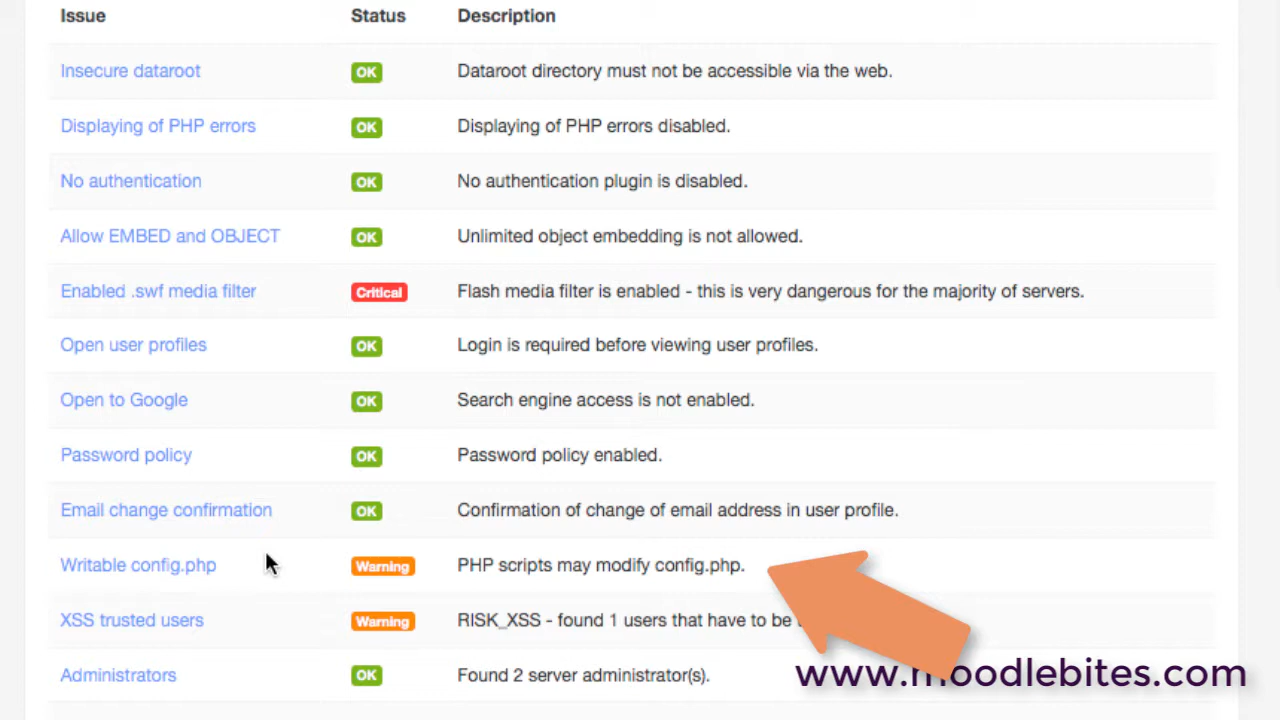 Issue Status Description
Insecure dataroot OK Dataroot directory must not be accessible via the web.
Displaying of PHP errors OK Displaying of PHP errors disabled.
No authentication OK No authentication plugin is disabled.
Allow EMBED and OBJECT OK Unlimited object embedding is not allowed.
Enabled .swf media filter Critical Flash media filter is enabled - this is very dangerous for the majority of servers.
Open user profiles OK Login is required before viewing user profiles.
Open to Google OK Search engine access is not enabled.
Password policy OK Password policy enabled.
Email change confirmation OK Confirmation of change of email address in user profile.
Writable config.php Warning PHP scripts may modify config.php.
XSS trusted users Warning RISK_XSS - found 1 users that have to be
Administrators OK Found 2 server administrator(s).
www.moodlebites.com